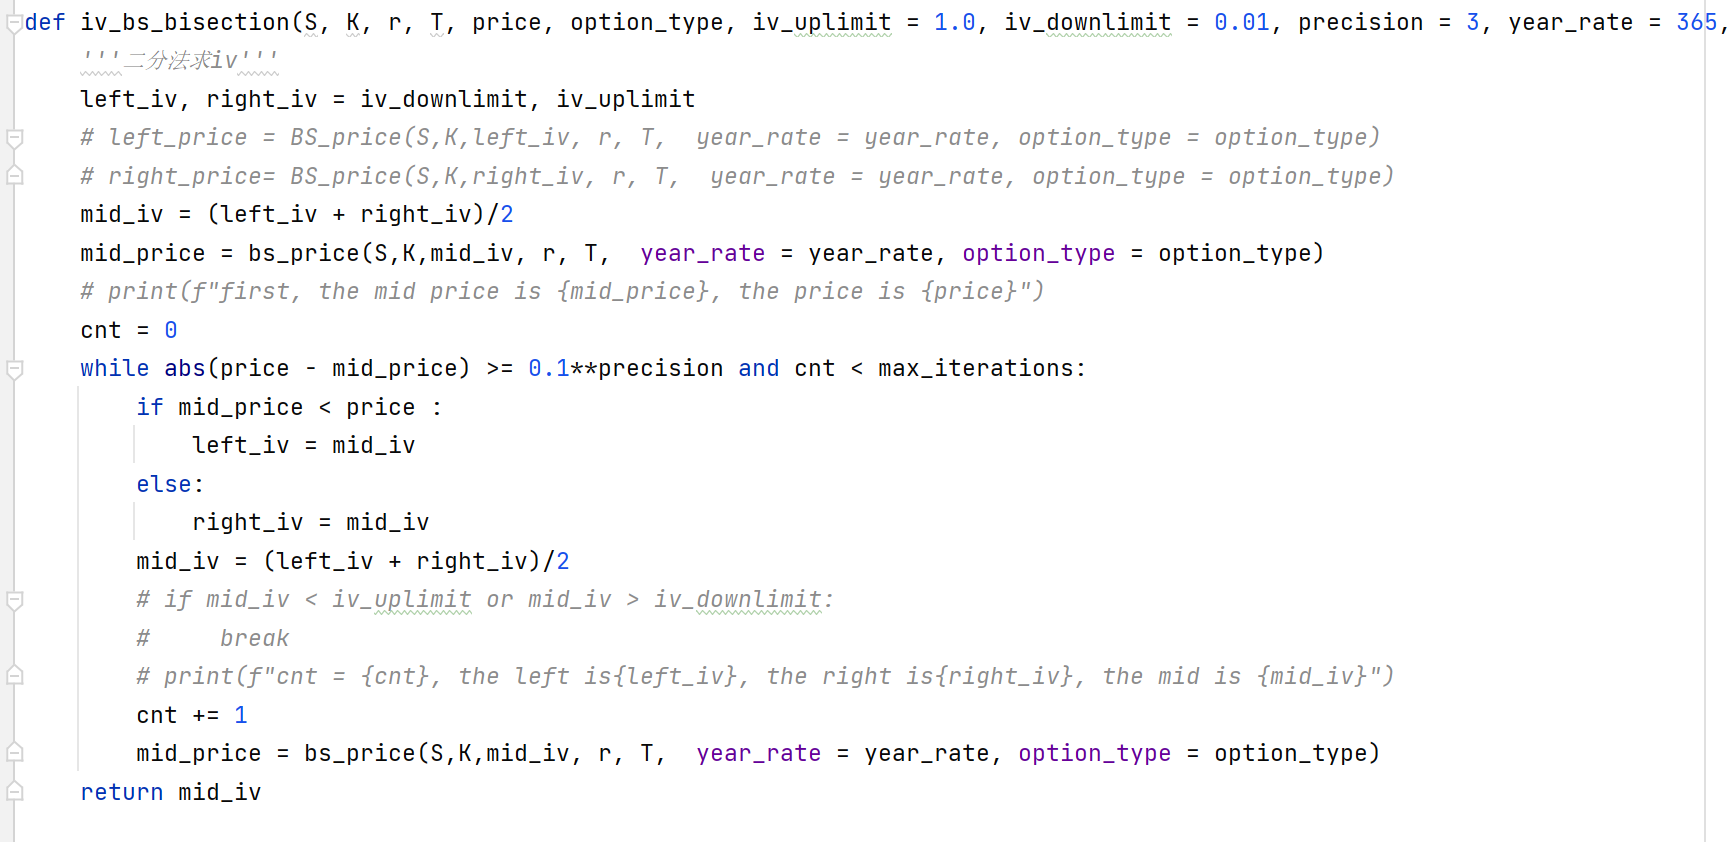 def iv_bs_bisection(S, K, r, T, price, option_type, iv_uplimit = 1.0, iv_downlimit = 0.01, precision = 3, year_rate = 365,
    '''二分法求iv'''
    left_iv, right_iv = iv_downlimit, iv_uplimit
    # left_price = BS_price(S,K,left_iv, r, T,  year_rate = year_rate, option_type = option_type)
    # right_price= BS_price(S,K,right_iv, r, T,  year_rate = year_rate, option_type = option_type)
    mid_iv = (left_iv + right_iv)/2
    mid_price = bs_price(S,K,mid_iv, r, T,  year_rate = year_rate, option_type = option_type)
    # print(f"first, the mid price is {mid_price}, the price is {price}")
    cnt = 0
    while abs(price - mid_price) >= 0.1**precision and cnt < max_iterations:
        if mid_price < price :
            left_iv = mid_iv
        else:
            right_iv = mid_iv
        mid_iv = (left_iv + right_iv)/2
        # if mid_iv < iv_uplimit or mid_iv > iv_downlimit:
        #     break
        # print(f"cnt = {cnt}, the left is{left_iv}, the right is{right_iv}, the mid is {mid_iv}")
        cnt += 1
        mid_price = bs_price(S,K,mid_iv, r, T,  year_rate = year_rate, option_type = option_type)
    return mid_iv